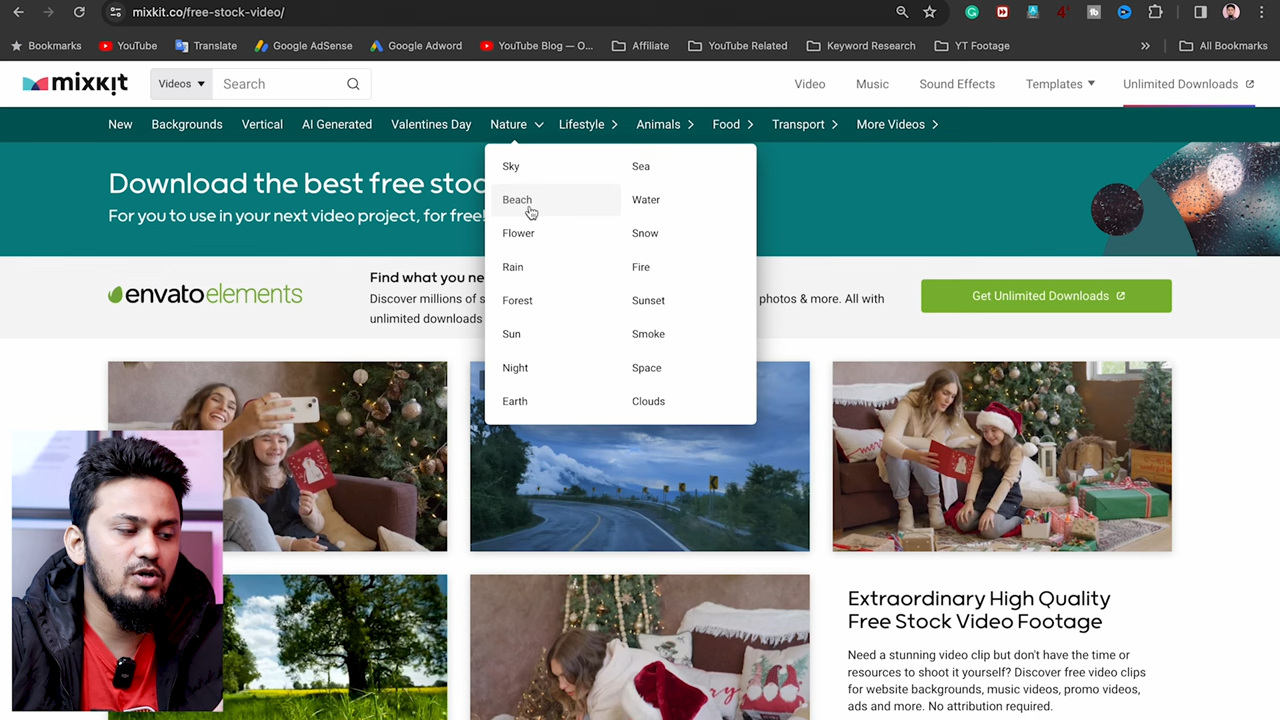 mixkit.co/free-stock-video/
Bookmarks YouTube Translate Google AdSense Google Adword YouTube Blog — O... Affiliate YouTube Related Keyword Research YT Footage » All Bookmarks
mixkit Videos Search Video Music Sound Effects Templates Unlimited Downloads
New Backgrounds Vertical AI Generated Valentines Day Nature Lifestyle Animals Food Transport More Videos
Sky Sea
Beach Water
Flower Snow
Rain Fire
Forest Sunset
Sun Smoke
Night Space
Earth Clouds
Download the best free stoc
For you to use in your next video project, for free!
envato elements
Find what you ne
Discover millions of s photos & more. All with
unlimited downloads
Get Unlimited Downloads
Extraordinary High Quality
Free Stock Video Footage
Need a stunning video clip but don't have the time or
resources to shoot it yourself? Discover free video clips
for website backgrounds, music videos, promo videos,
ads and more. No attribution required.